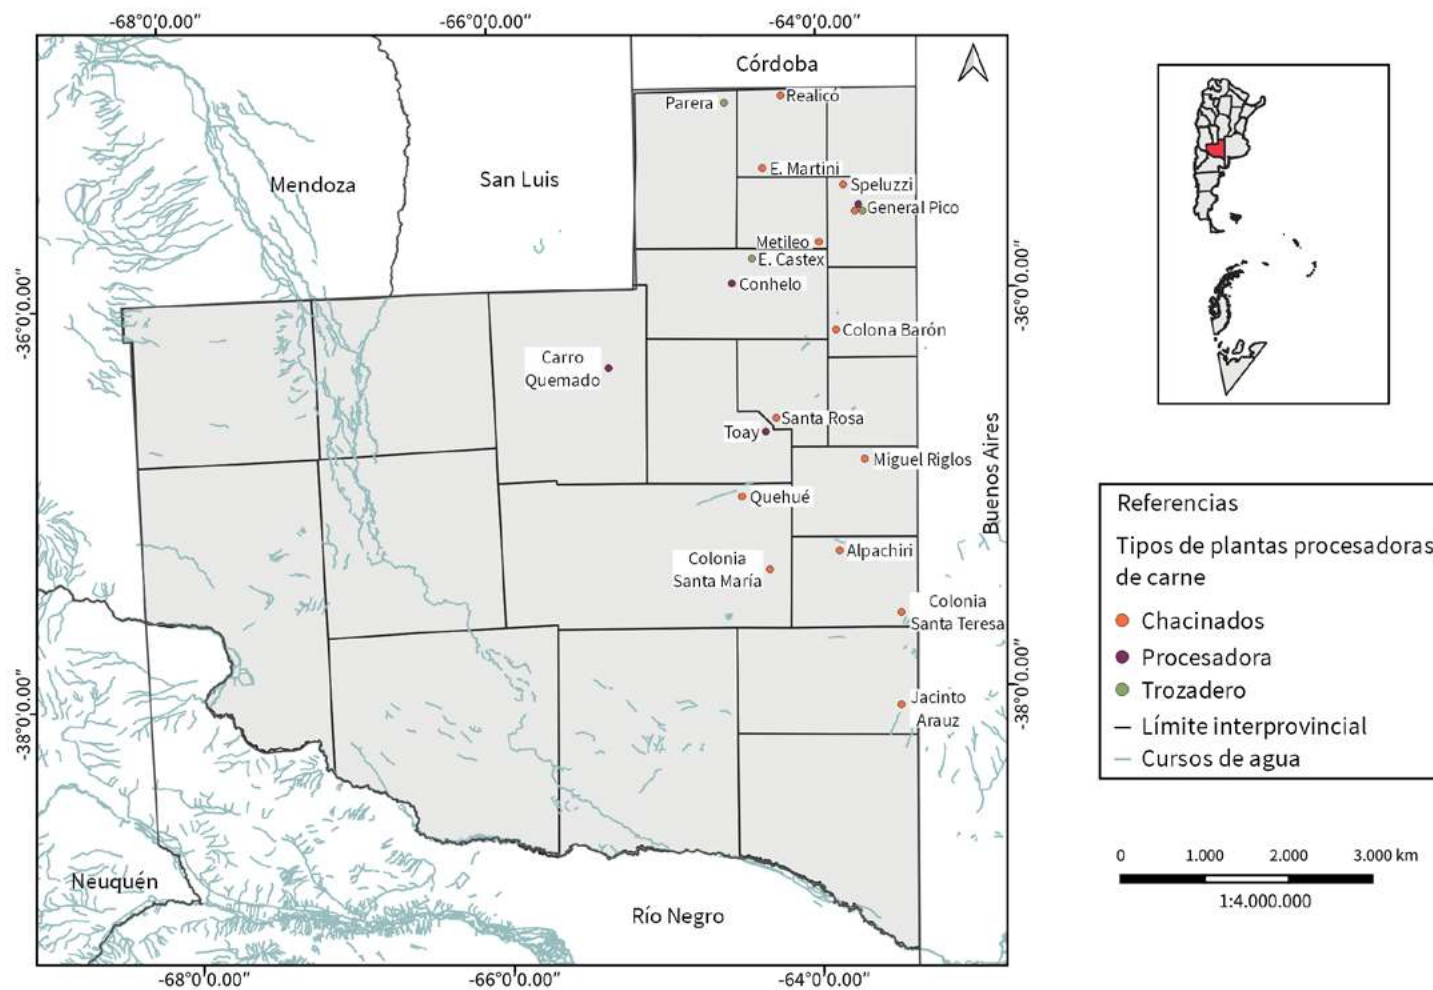 -68°0'0.00"
-66°0'0.00"
-64°0'0.00"
Córdoba
Parera
Realicó
E. Martini
Mendoza
San Luis
Speluzzi
General Pico
Metileo
E. Castex
Conhelo
-36°0'0.00"
-36°0'0.00"
Colona Barón
Carro
Quemado
Santa Rosa
Toay
Miguel Riglos
Buenos Aires
Quehué
Alpachiri
Colonia
Santa María
Colonia
Santa Teresa
-38°0'0.00"
-38°0'0.00"
Jacinto
Arauz
Neuquén
Río Negro
-68°0'0.00"
-66°0'0.00"
-64°0'0.00"
Referencias
Tipos de plantas procesadoras
de carne
Chacinados
Procesadora
Trozadero
Límite interprovincial
Cursos de agua
0 1.000 2.000 3.000 km
1:4.000.000